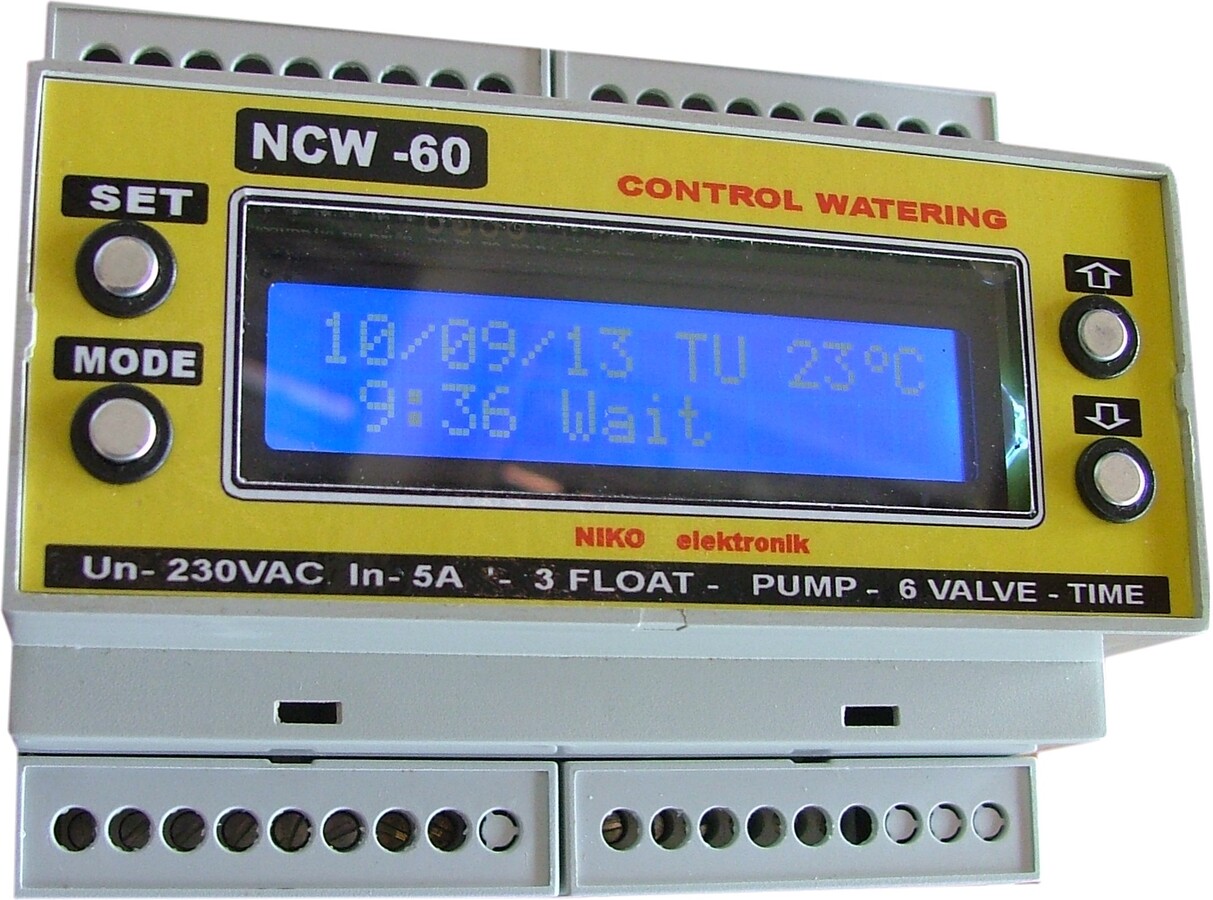 NCW -60
CONTROL WATERING
SET
MODE
10/09/13 TU 23ºC
9:36 Wait
NIKO elektronik
Un- 230VAC In- 5A - 3 FLOAT - PUMP - 6 VALVE - TIME